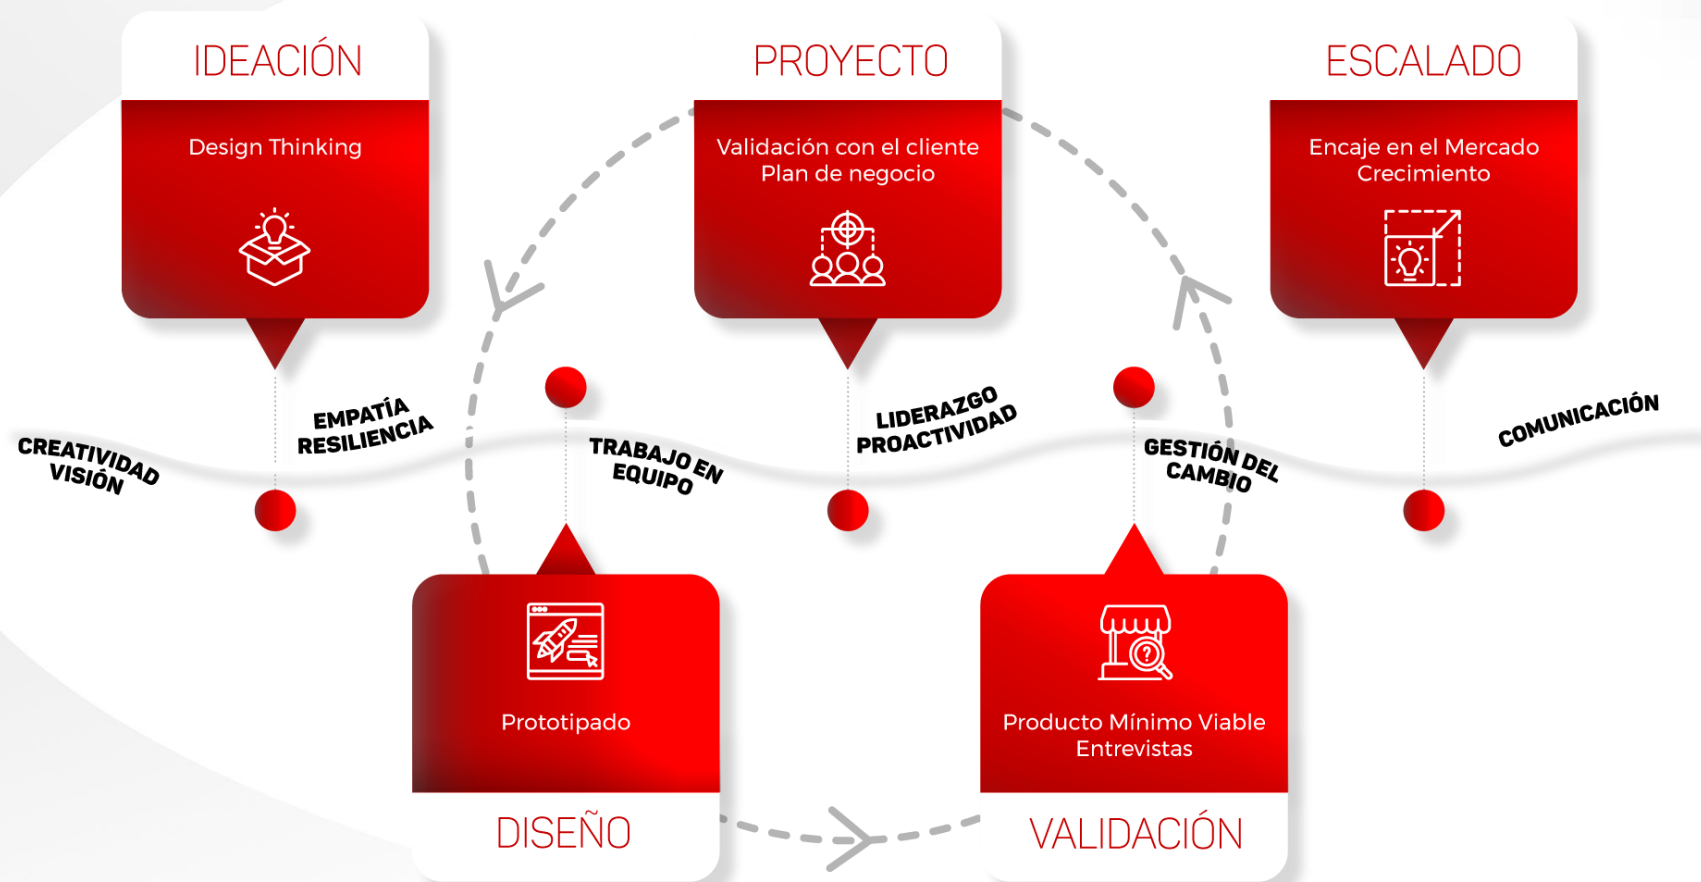 IDEACIÓN
Design Thinking
PROYECTO
Validación con el cliente
Plan de negocio
ESCALADO
Encaje en el Mercado
Crecimiento
CREATIVIDAD
VISIÓN
EMPATÍA
RESILIENCIA
TRABAJO EN
EQUIPO
LIDERAZGO
PROACTIVIDAD
GESTIÓN DEL
CAMBIO
COMUNICACIÓN
Prototipado
DISEÑO
?
Producto Mínimo Viable
Entrevistas
VALIDACIÓN